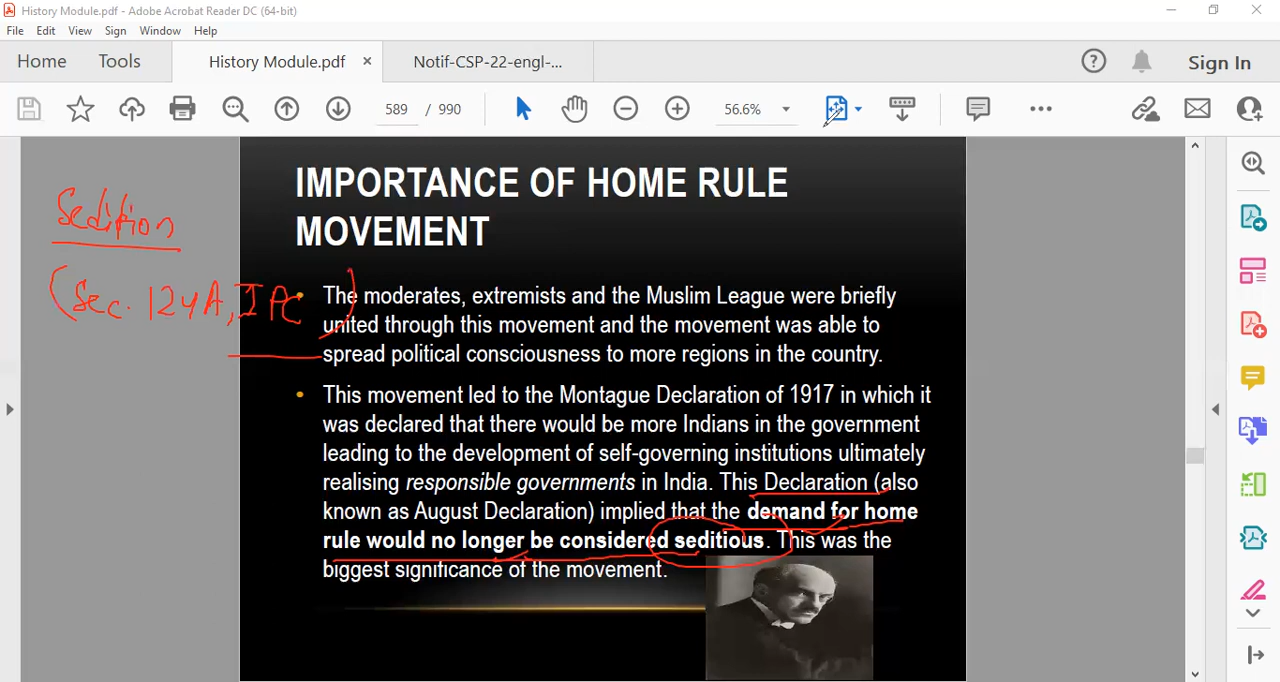 History Module.pdf - Adobe Acrobat Reader DC (64-bit)
File Edit View Sign Window Help
Home Tools History Module.pdf × Notif-CSP-22-engl-... Sign In
589 / 990 56.6%
IMPORTANCE OF HOME RULE
MOVEMENT
Sedition
(Sec. 124A, IPC)
• The moderates, extremists and the Muslim League were briefly
united through this movement and the movement was able to
spread political consciousness to more regions in the country.
• This movement led to the Montague Declaration of 1917 in which it
was declared that there would be more Indians in the government
leading to the development of self-governing institutions ultimately
realising responsible governments in India. This Declaration (also
known as August Declaration) implied that the demand for home
rule would no longer be considered seditious. This was the
biggest significance of the movement.